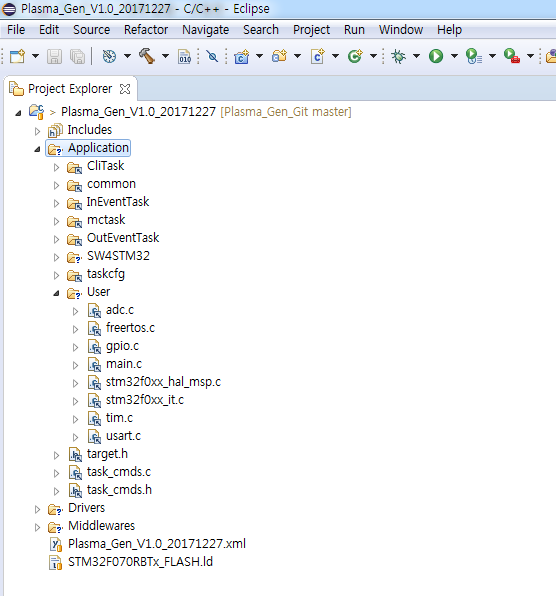 Plasma_Gen_V1.0_20171227 - C/C++ - Eclipse
File Edit Source Refactor Navigate Search Project Run Window Help
Project Explorer
> Plasma_Gen_V1.0_20171227 [Plasma_Gen_Git master]
Includes
Application
CliTask
common
InEventTask
mctask
OutEventTask
SW4STM32
taskcfg
User
adc.c
freertos.c
gpio.c
main.c
stm32f0xx_hal_msp.c
stm32f0xx_it.c
tim.c
usart.c
target.h
task_cmds.c
task_cmds.h
Drivers
Middlewares
Plasma_Gen_V1.0_20171227.xml
STM32F070RBTx_FLASH.ld